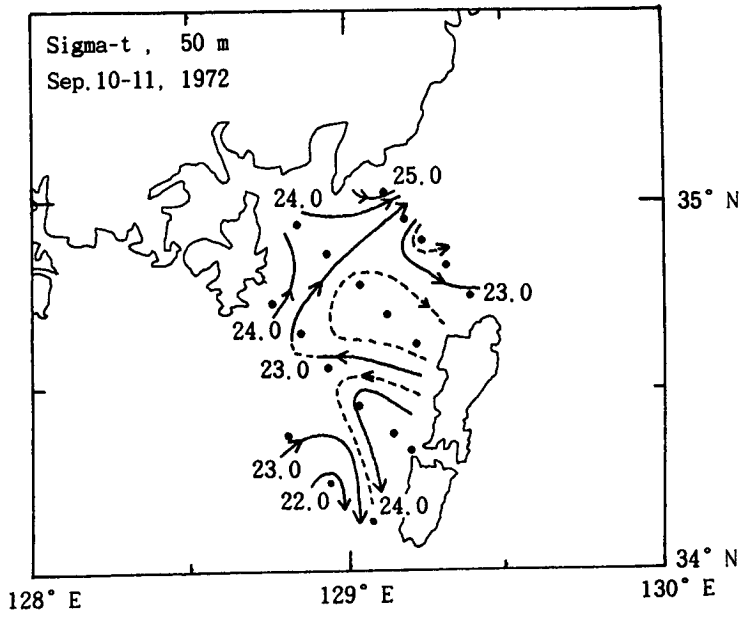 Sigma-t , 50 m
Sep.10-11, 1972
25.0
24.0
35° N
23.0
24.0
23.0
23.0
22.0
24.0
34° N
128° E
129° E
130° E